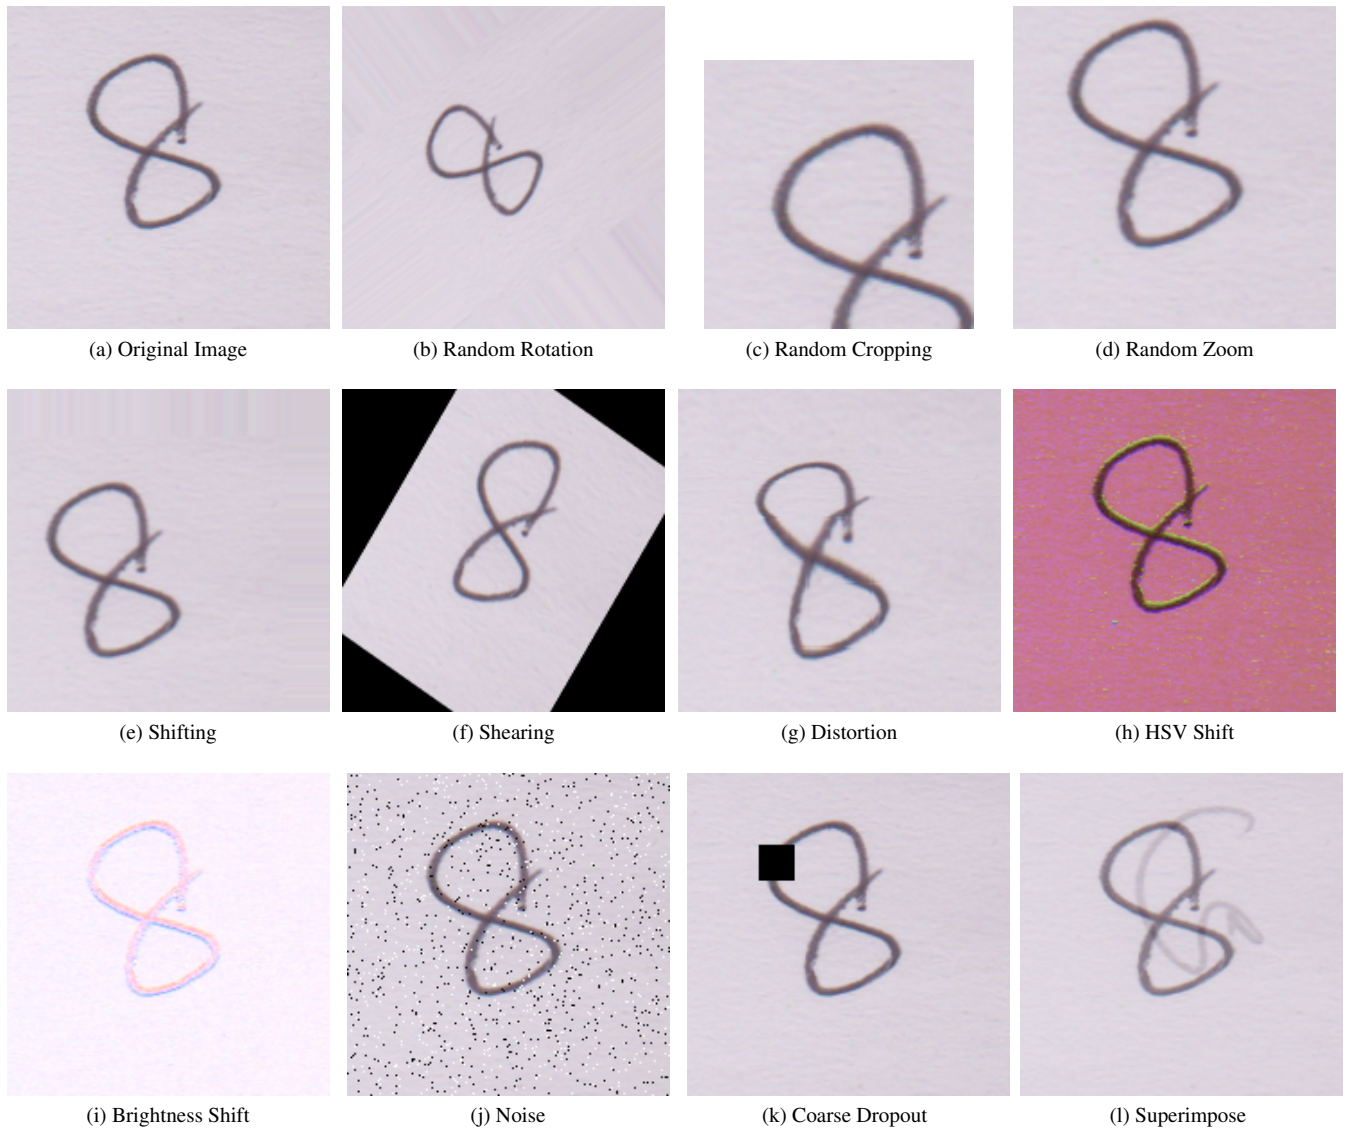 8 8 8 8
(a) Original Image (b) Random Rotation (c) Random Cropping (d) Random Zoom
8 8 8 8
(e) Shifting (f) Shearing (g) Distortion (h) HSV Shift
8 8 8 8
(i) Brightness Shift (j) Noise (k) Coarse Dropout (l) Superimpose